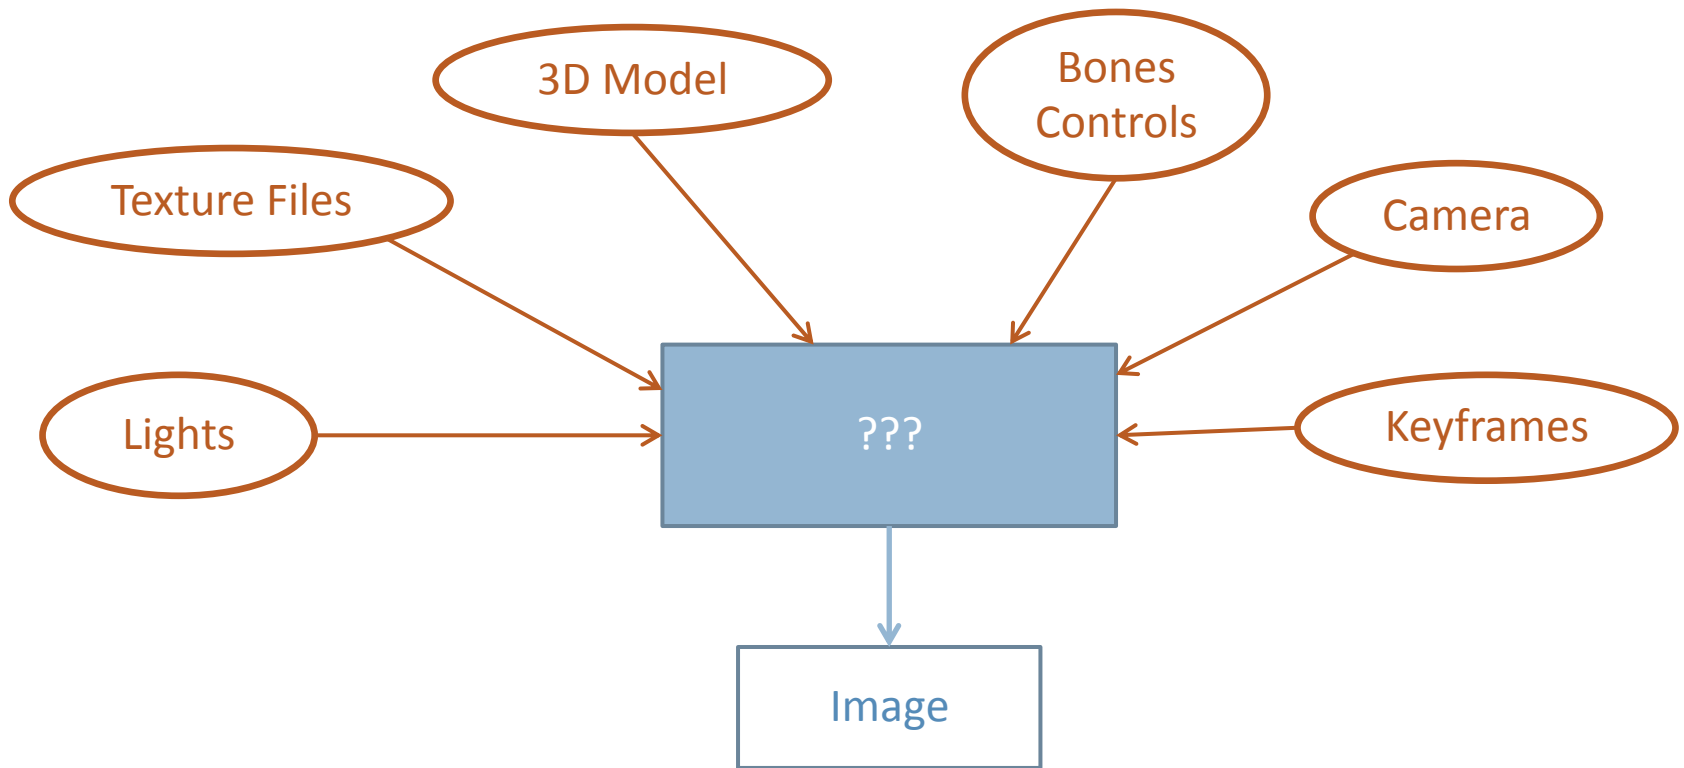 3D Model
Bones
Controls
Texture Files
Camera
Lights
???
Keyframes
Image